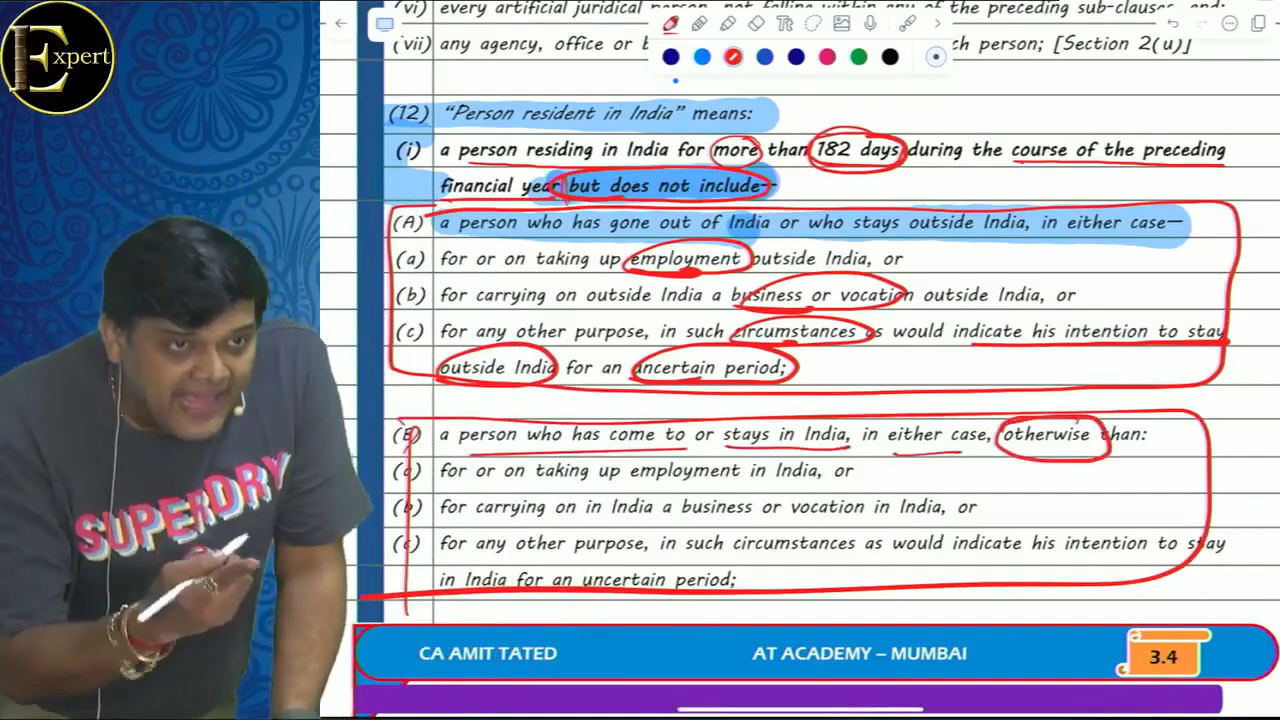 Expert
(vi) every artificial juridical person, not falling within any of the preceding sub-clauses, and;
(vii) any agency, office or b ch person; [Section 2(u)]
(12) “Person resident in India” means:
(i) a person residing in India for more than 182 days during the course of the preceding
financial year but does not include—
(A) a person who has gone out of India or who stays outside India, in either case—
(a) for or on taking up employment outside India, or
(b) for carrying on outside India a business or vocation outside India, or
(c) for any other purpose, in such circumstances as would indicate his intention to stay
outside India for an uncertain period;
(B) a person who has come to or stays in India, in either case, otherwise than:
(a) for or on taking up employment in India, or
(b) for carrying on in India a business or vocation in India, or
(c) for any other purpose, in such circumstances as would indicate his intention to stay
in India for an uncertain period;
SUPERDRY
CA AMIT TATED AT ACADEMY – MUMBAI 3.4